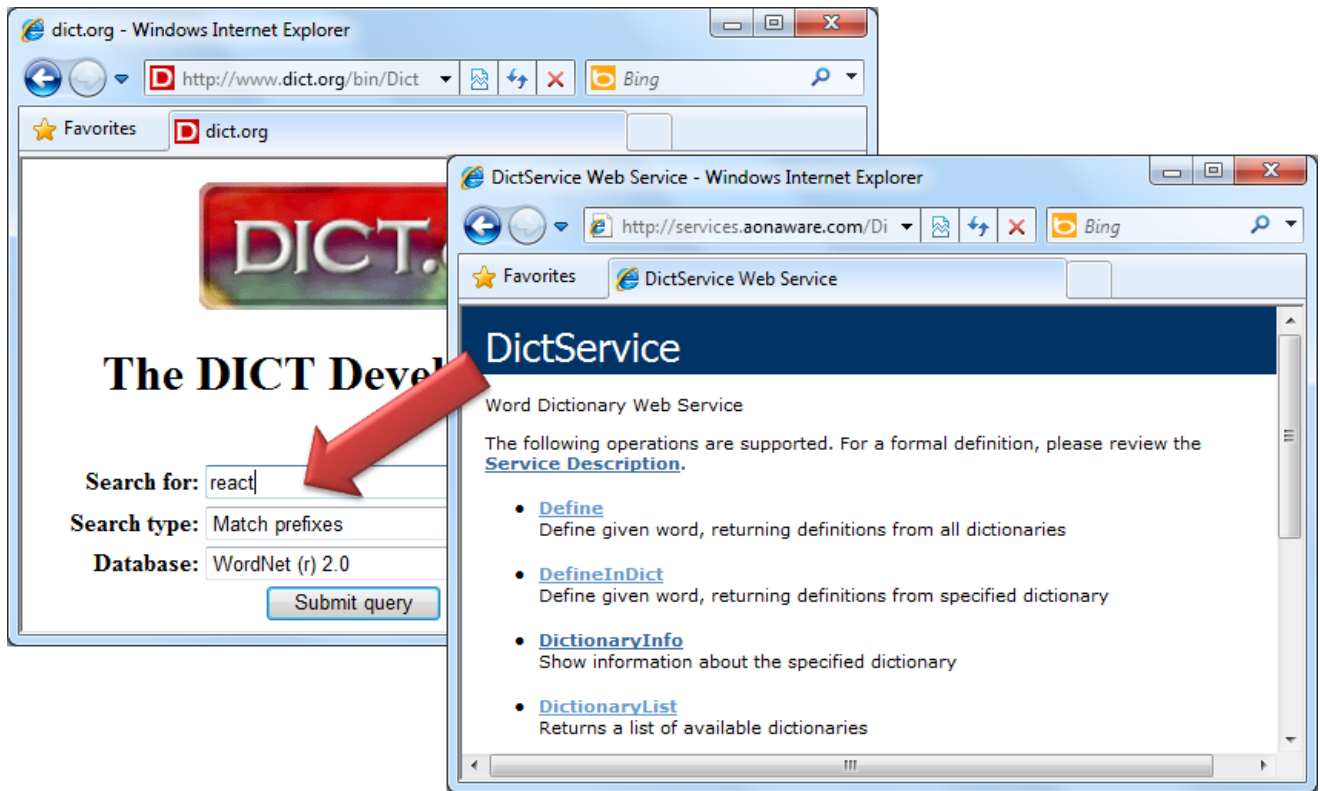 dict.org - Windows Internet Explorer
http://www.dict.org/bin/Dict
Bing
Favorites
dict.org
DICT.
The DICT Devel
Search for: react
Search type: Match prefixes
Database: WordNet (r) 2.0
Submit query
DictService Web Service - Windows Internet Explorer
http://services.aonaware.com/Di
Bing
Favorites
DictService Web Service
DictService
Word Dictionary Web Service
The following operations are supported. For a formal definition, please review the
Service Description.
• Define
Define given word, returning definitions from all dictionaries
• DefineInDict
Define given word, returning definitions from specified dictionary
• DictionaryInfo
Show information about the specified dictionary
• DictionaryList
Returns a list of available dictionaries